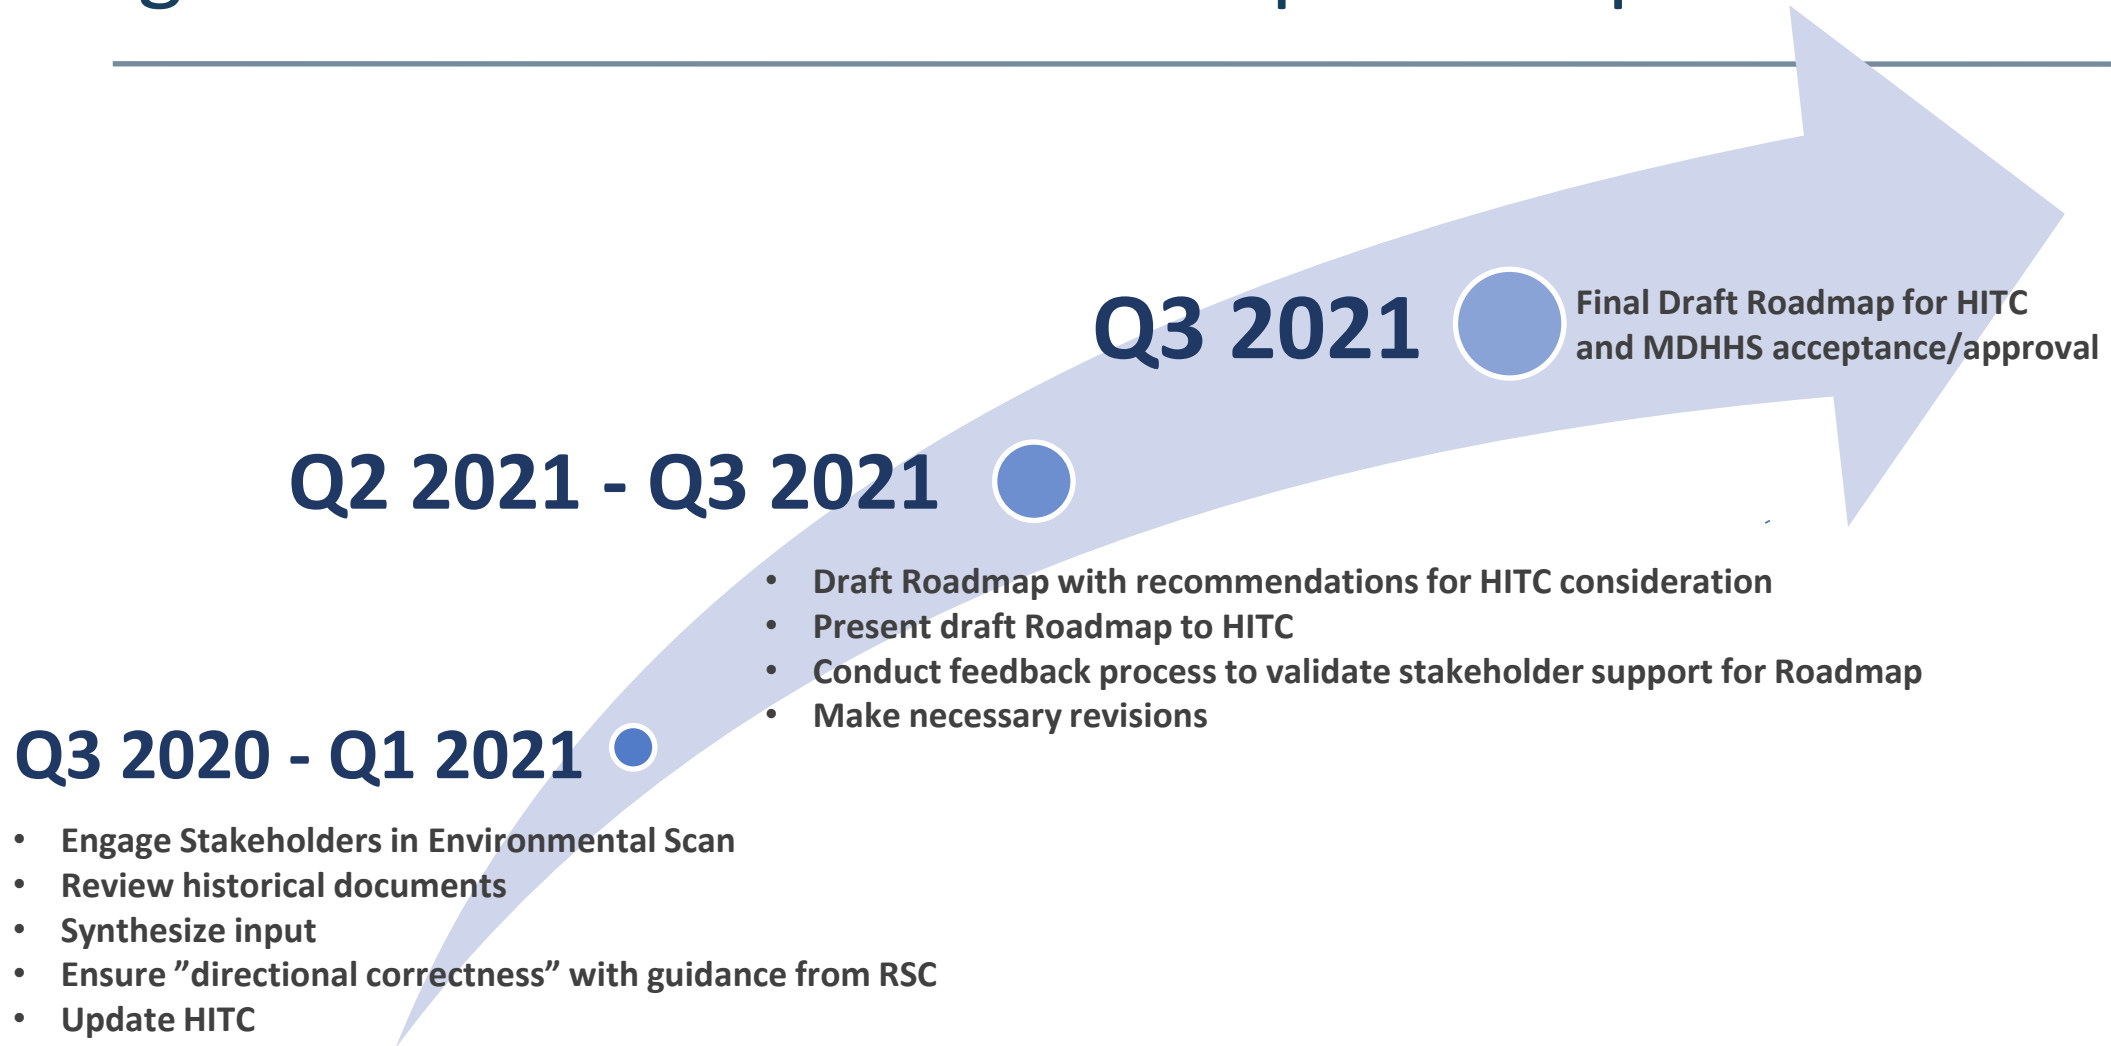 Q3 2021
Final Draft Roadmap for HITC
and MDHHS acceptance/approval
Q2 2021 - Q3 2021
• Draft Roadmap with recommendations for HITC consideration
• Present draft Roadmap to HITC
• Conduct feedback process to validate stakeholder support for Roadmap
• Make necessary revisions
Q3 2020 - Q1 2021
• Engage Stakeholders in Environmental Scan
• Review historical documents
• Synthesize input
• Ensure ”directional correctness” with guidance from RSC
• Update HITC